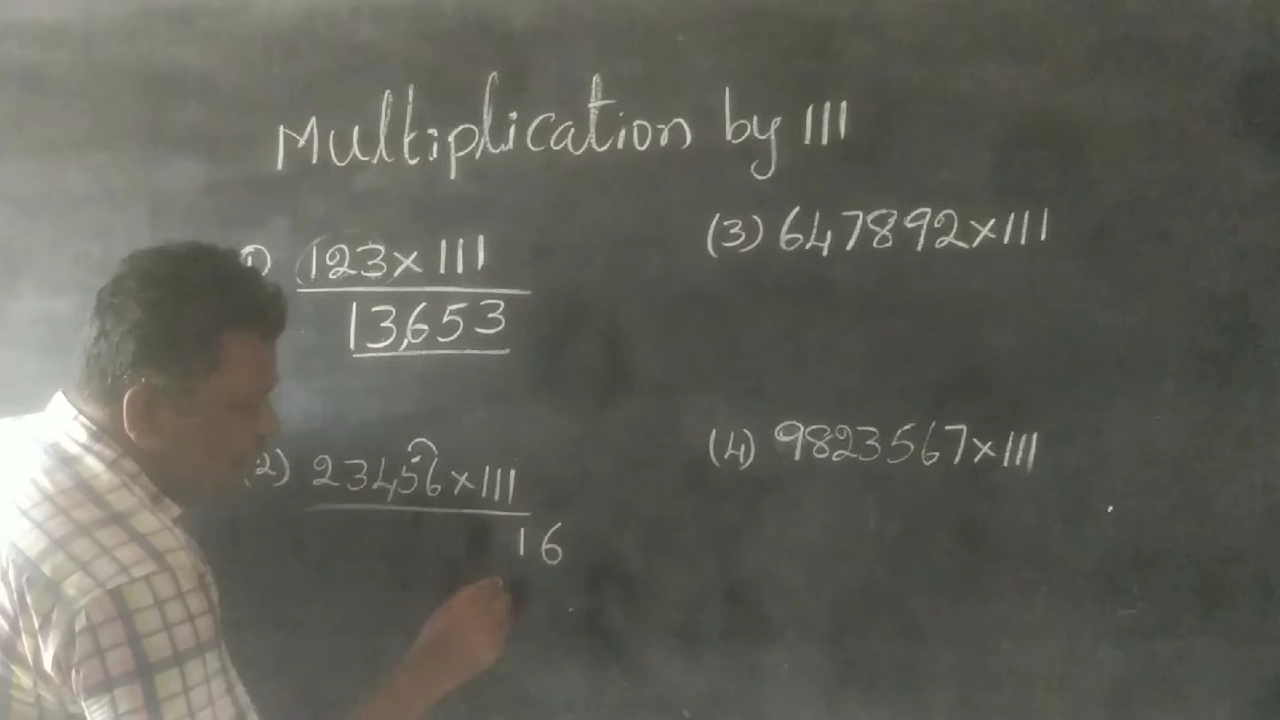 Multiplication by 111
1) 123 × 111
13,653
(2) 23456 × 111
16
(3) 647892 × 111
(4) 9823567 × 111